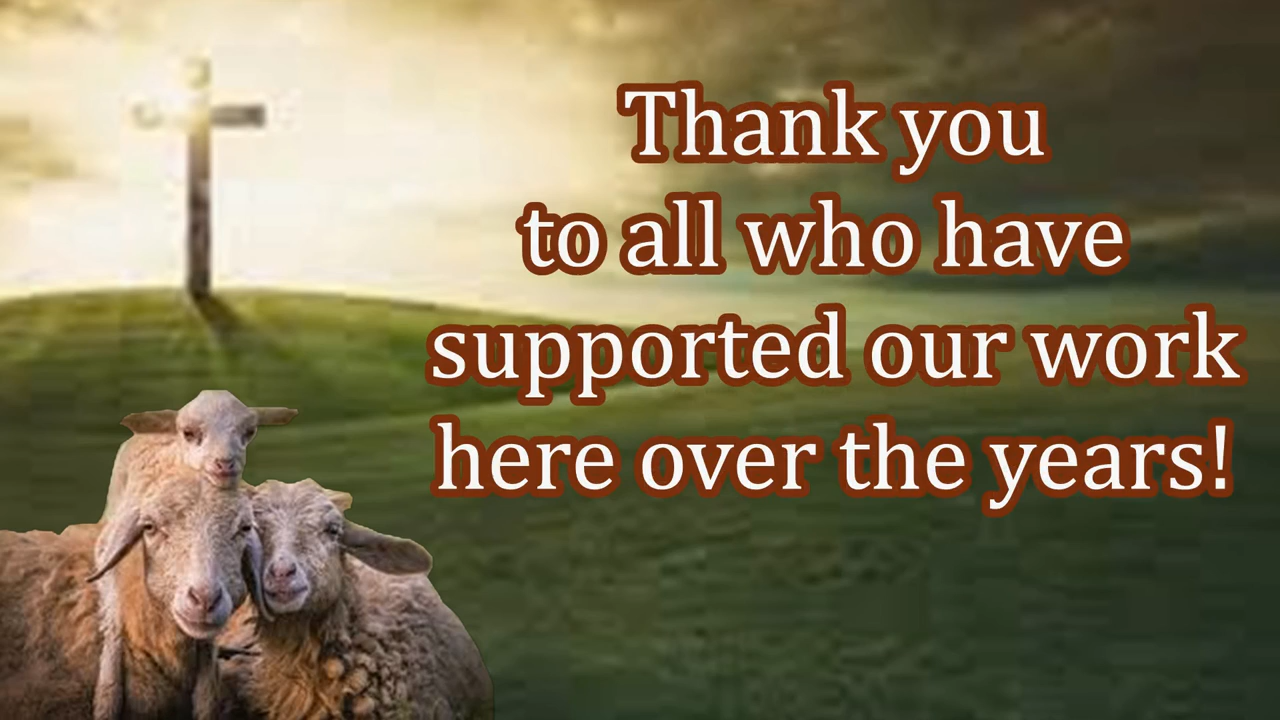 Thank you
to all who have
supported our work
here over the years!